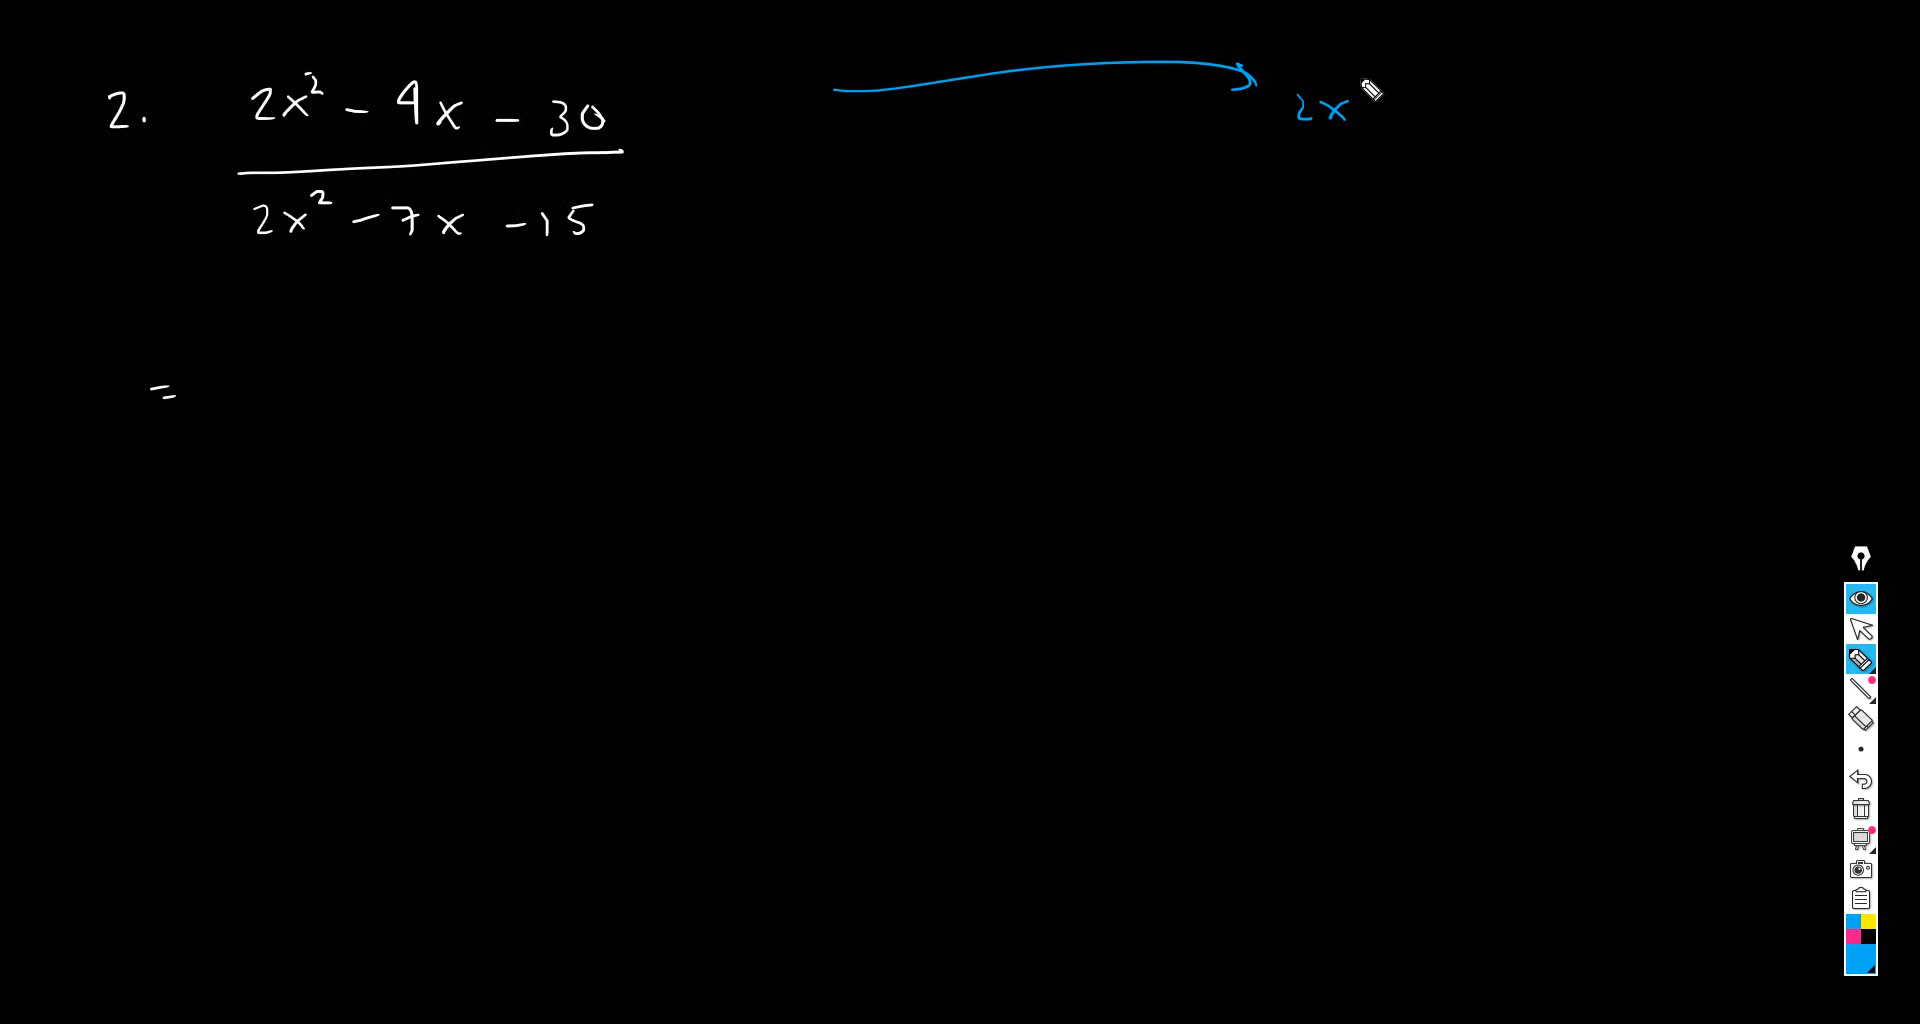 2. 2x² - 4x - 30
2x
2x² - 7x - 15
=